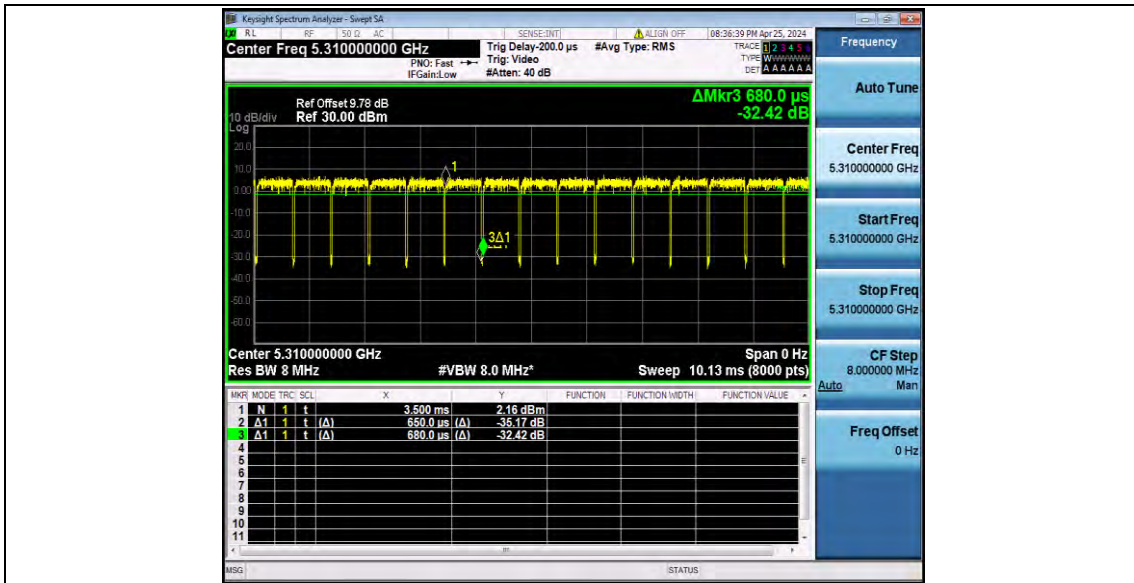 Keysight Spectrum Analyzer - Swept SA
RL RF 50 Ω AC SENSE:INT ALIGN OFF 08:36:39 PM Apr 25, 2024
Center Freq 5.310000000 GHz Trig Delay-200.0 µs #Avg Type: RMS TRACE 1 2 3 4 5 6
PNO: Fast Trig: Video TYPE WWWWWW
IFGain:Low #Atten: 40 dB DET A A A A A A
Frequency
ΔMkr3 680.0 µs
-32.42 dB
Ref Offset 9.78 dB
10 dB/div Ref 30.00 dBm
Log
20.0
10.0
0.00
-10.0
-20.0
-30.0
-40.0
-50.0
-60.0
1
3Δ1
Center 5.310000000 GHz Span 0 Hz
Res BW 8 MHz #VBW 8.0 MHz* Sweep 10.13 ms (8000 pts)
MKR MODE TRC SCL X Y FUNCTION FUNCTION WIDTH FUNCTION VALUE
1 N 1 t 3.500 ms 2.16 dBm
2 Δ1 1 t (Δ) 650.0 µs (Δ) -35.17 dB
3 Δ1 1 t (Δ) 680.0 µs (Δ) -32.42 dB
4
5
6
7
8
9
10
11
MSG STATUS
Auto Tune
Center Freq
5.310000000 GHz
Start Freq
5.310000000 GHz
Stop Freq
5.310000000 GHz
CF Step
8.000000 MHz
Auto Man
Freq Offset
0 Hz